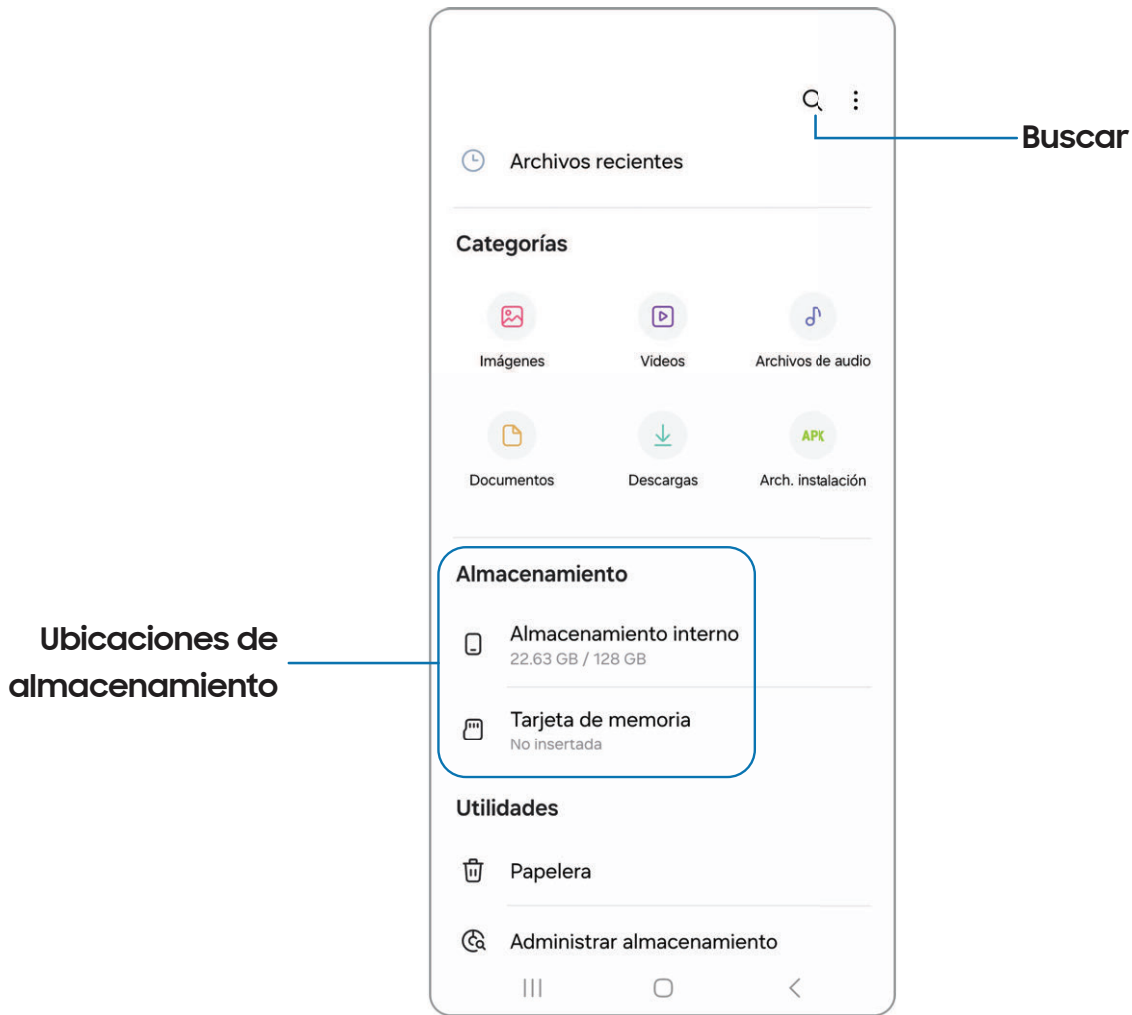 Buscar
Archivos recientes
Categorías
Imágenes
Videos
Archivos de audio
Documentos
Descargas
APK
Arch. instalación
Ubicaciones de
almacenamiento
Almacenamiento
Almacenamiento interno
22.63 GB / 128 GB
Tarjeta de memoria
No insertada
Utilidades
Papelera
Administrar almacenamiento